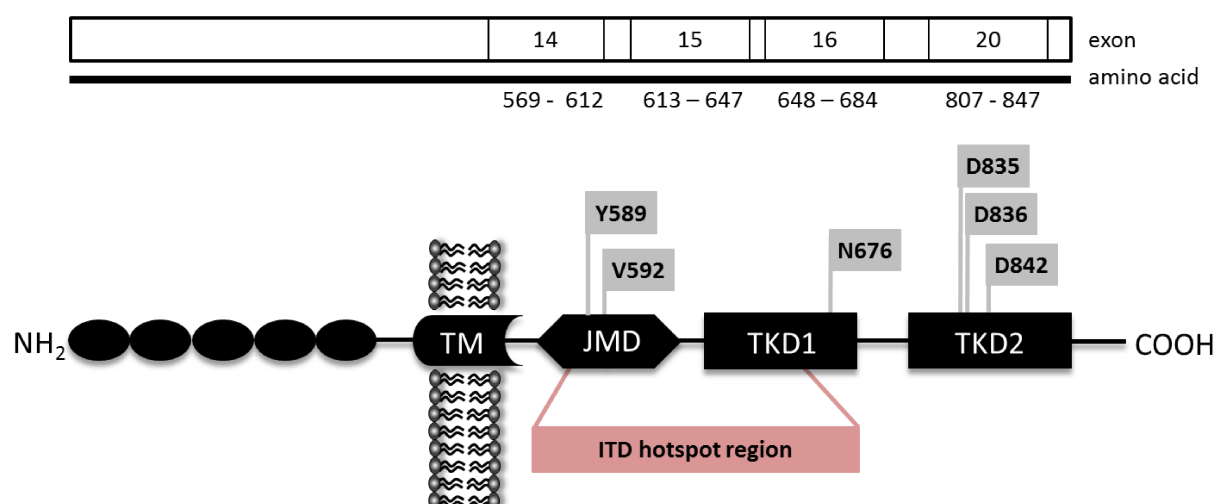 14 15 16 20 exon
amino acid
569 - 612 613 – 647 648 – 684 807 - 847
D835
Y589 D836
N676
V592 D842
NH2 TM JMD TKD1 TKD2 COOH
ITD hotspot region